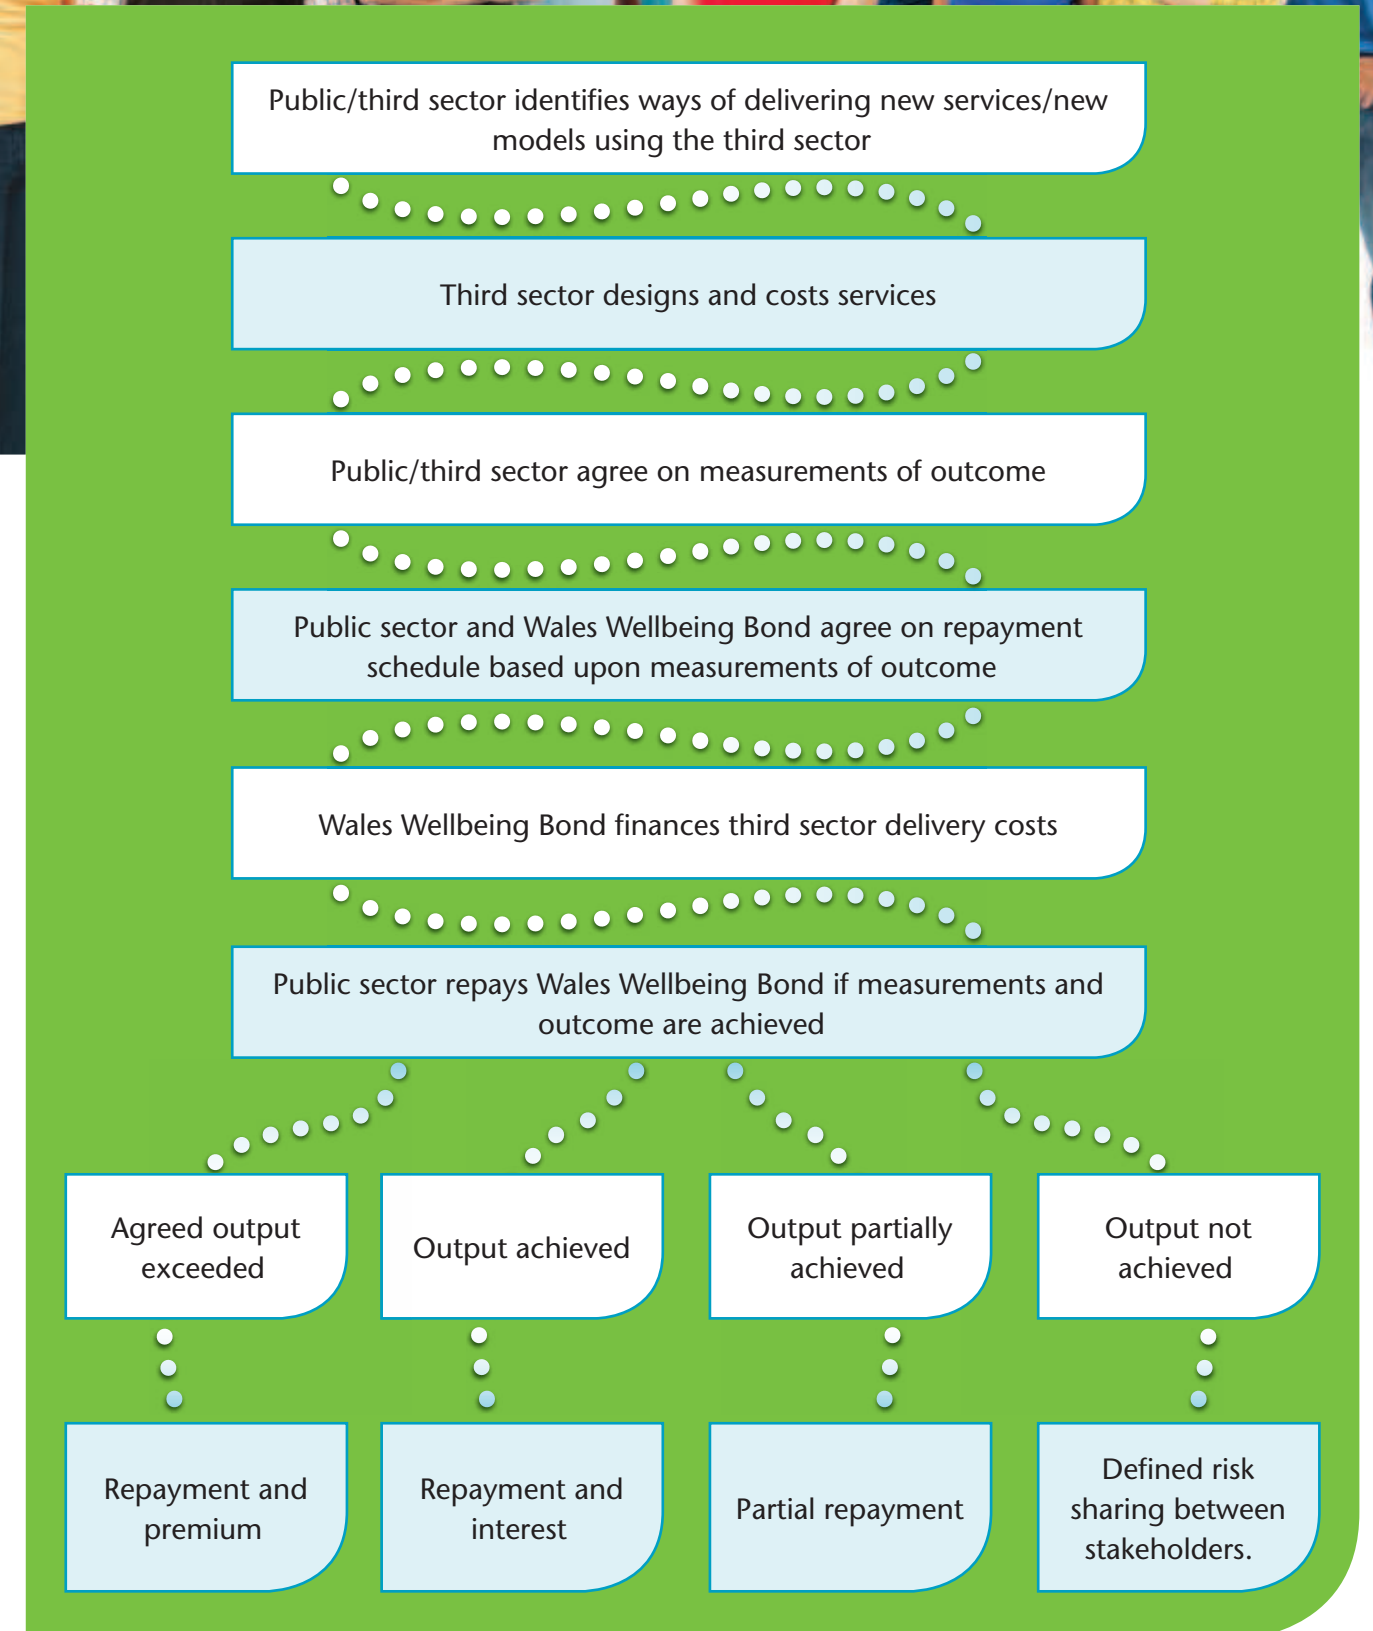 Public/third sector identifies ways of delivering new services/new
models using the third sector
Third sector designs and costs services
Public/third sector agree on measurements of outcome
Public sector and Wales Wellbeing Bond agree on repayment
schedule based upon measurements of outcome
Wales Wellbeing Bond finances third sector delivery costs
Public sector repays Wales Wellbeing Bond if measurements and
outcome are achieved
Agreed output
exceeded
Output achieved
Output partially
achieved
Output not
achieved
Repayment and
premium
Repayment and
interest
Partial repayment
Defined risk
sharing between
stakeholders.